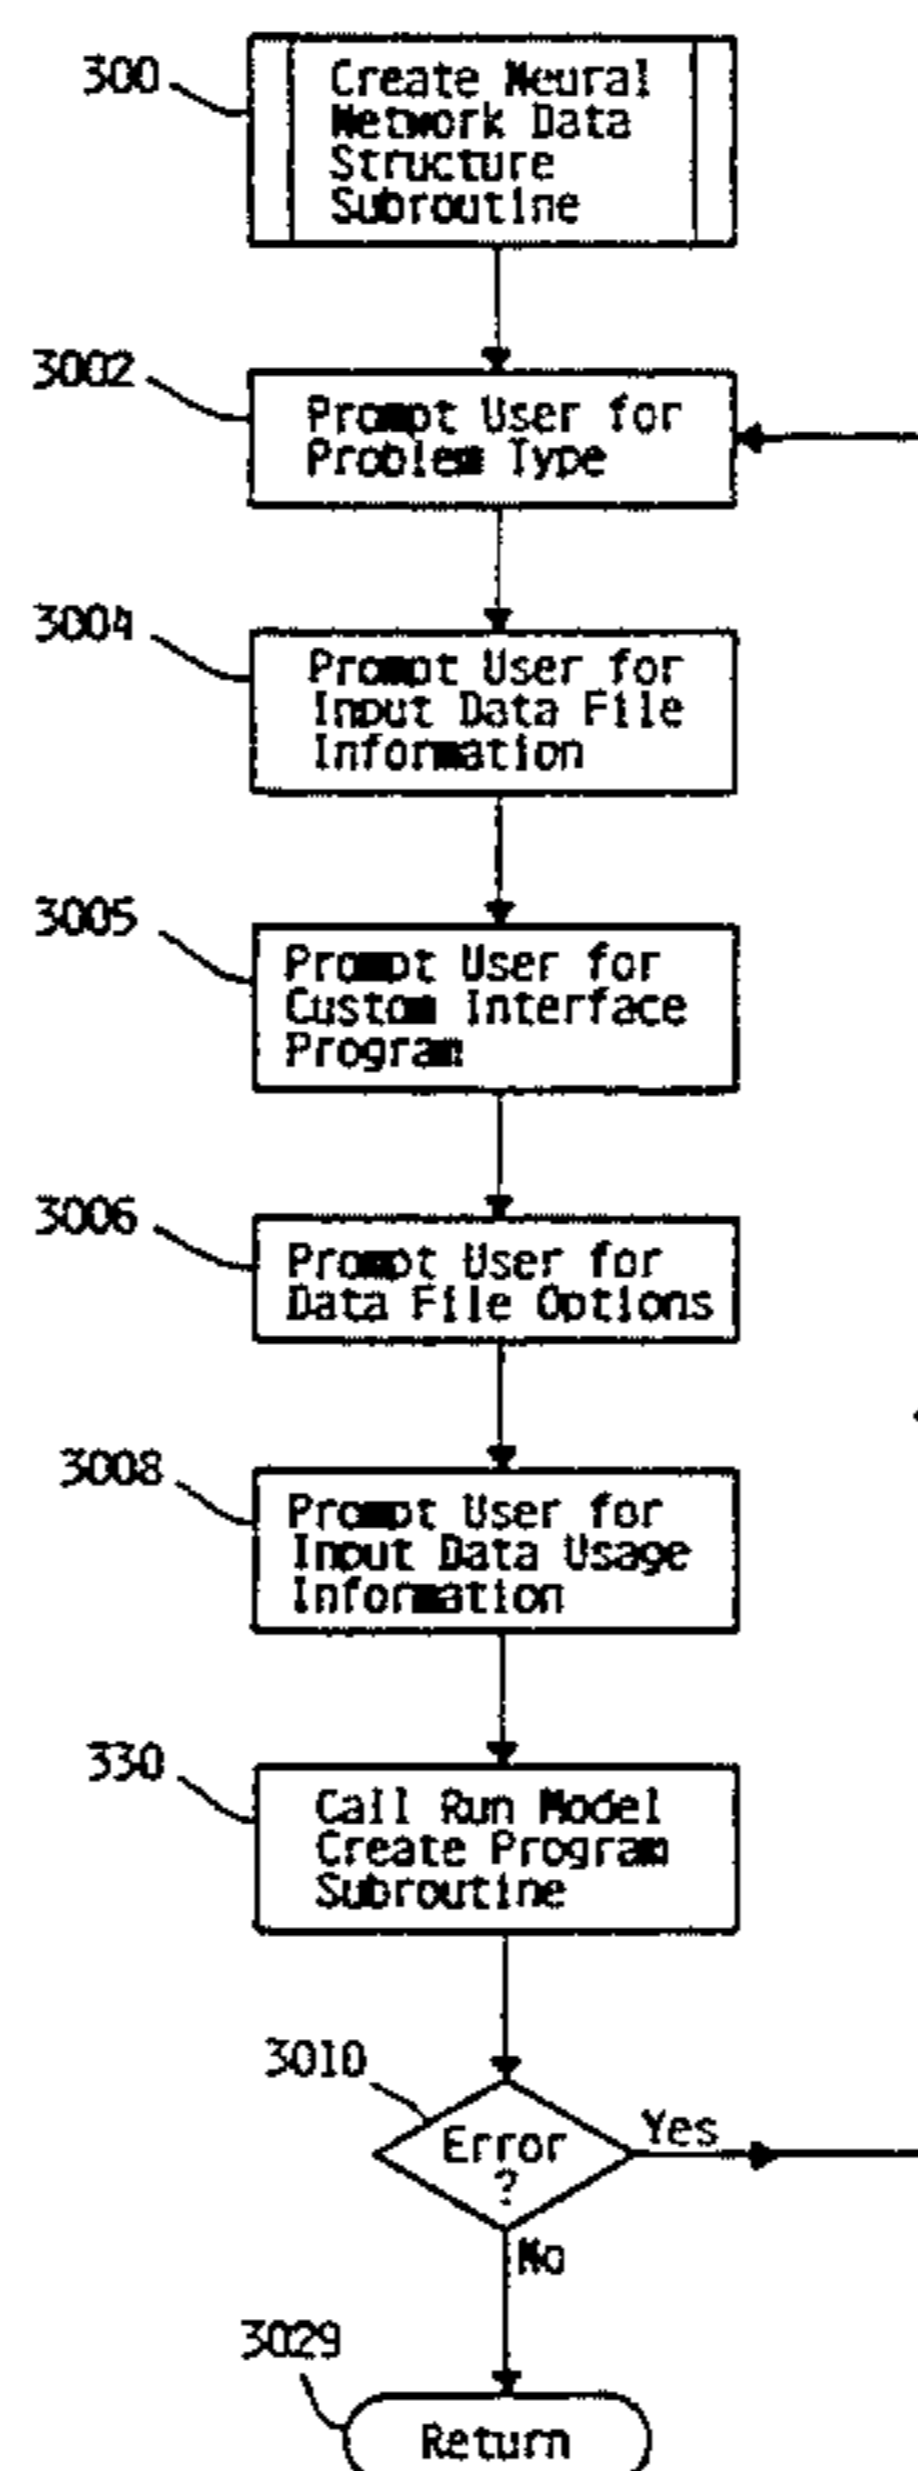 300
Create Neural
Network Data
Structure
Subroutine
3002
Prompt User for
Problem Type
3004
Prompt User for
Input Data File
Information
3005
Prompt User for
Custom Interface
Program
3006
Prompt User for
Data File Options
3008
Prompt User for
Input Data Usage
Information
330
Call Run Model
Create Program
Subroutine
3010
Error
?
Yes
No
3029
Return